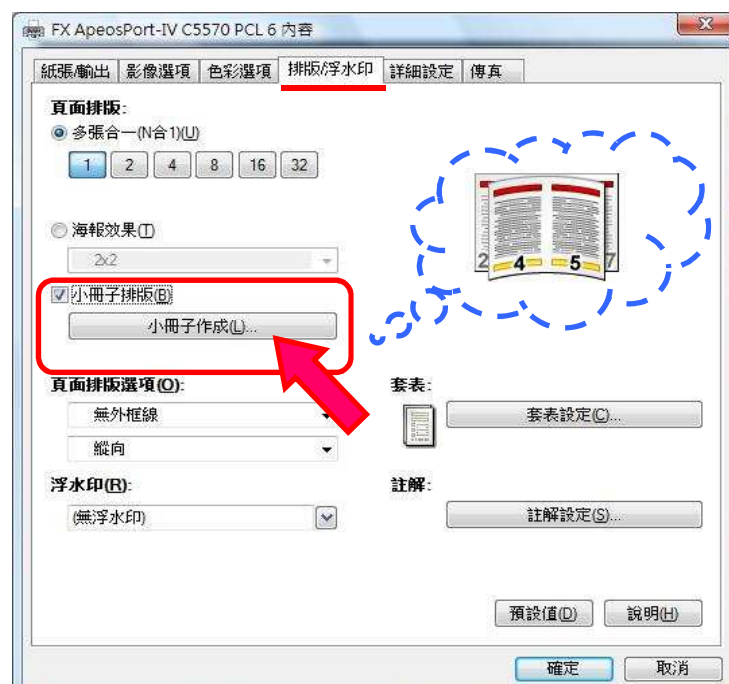 FX ApeosPort-IV C5570 PCL 6 內容
紙張/輸出 影像選項 色彩選項 排版/浮水印 詳細設定 傳真
頁面排版:
多張合一(N合1)(U)
1 2 4 8 16 32
海報效果(T)
2x2
2 4 5 7
小冊子排版(B)
小冊子作成(L)...
頁面排版選項(O):
套表:
無外框線
套表設定(C)...
縱向
浮水印(R):
註解:
(無浮水印)
註解設定(S)...
預設值(D) 說明(H)
確定 取消